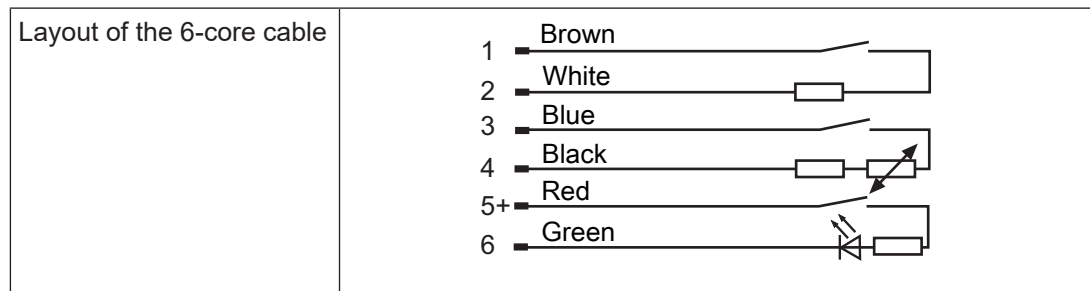 Layout of the 6-core cable
1 Brown
2 White
3 Blue
4 Black
5+ Red
6 Green